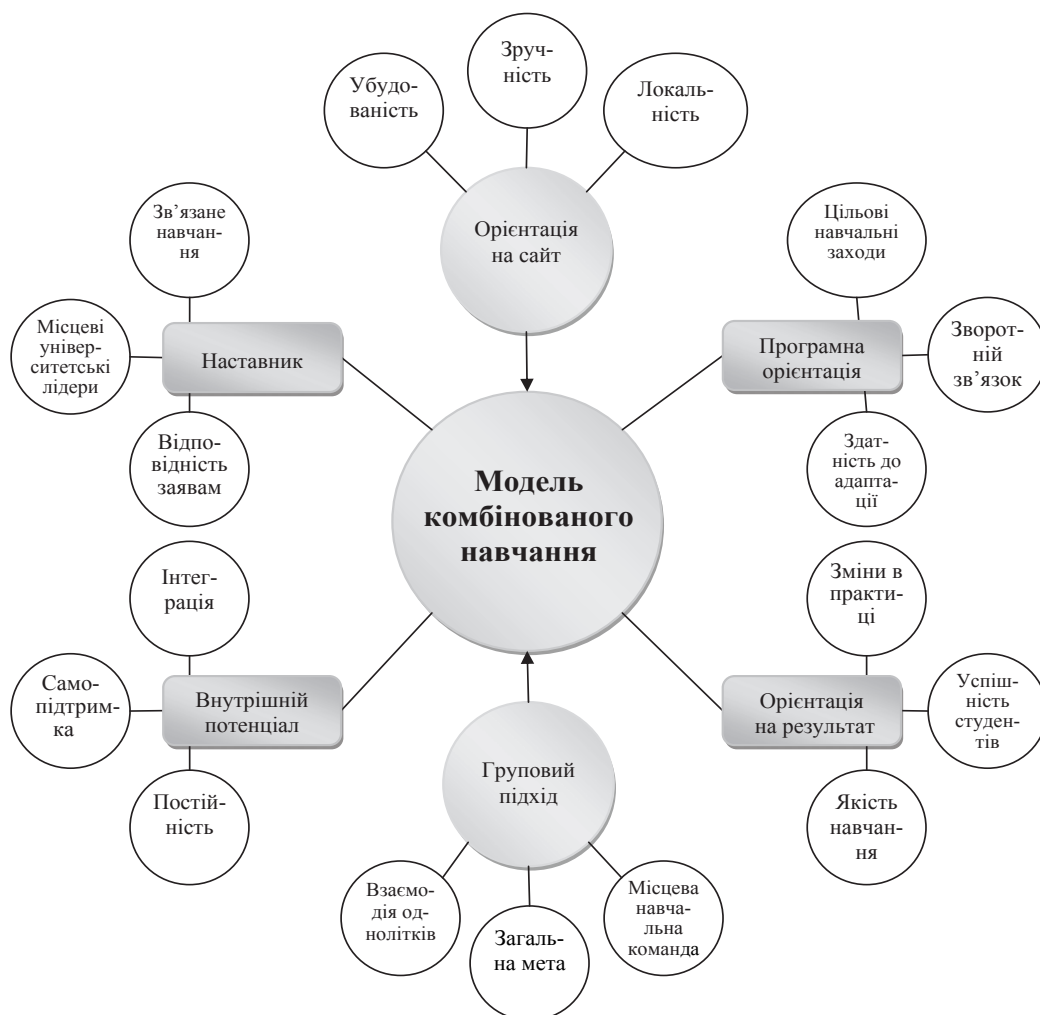 Зруч-
ність
Убудо-
ваність
Локаль-
ність
Орієнтація
на сайт
Зв’язане
навчан-
ня
Місцеві
універ-
ситетські
лідери
Наставник
Відпо-
відність
заявам
Цільові
навчальні
заходи
Програмна
орієнтація
Зворот-
ній
зв’язок
Здат-
ність до
адапта-
ції
Модель
комбінованого
навчання
Інтег-
рація
Само-
підтрим-
ка
Внутрішній
потенціал
Постій-
ність
Зміни в
практи-
ці
Орієнтація
на результат
Успіш-
ність
студен-
тів
Якість
навчан-
ня
Груповий
підхід
Взаємо-
дія од-
нолітків
Загаль-
на мета
Місцева
навча-
льна
команда